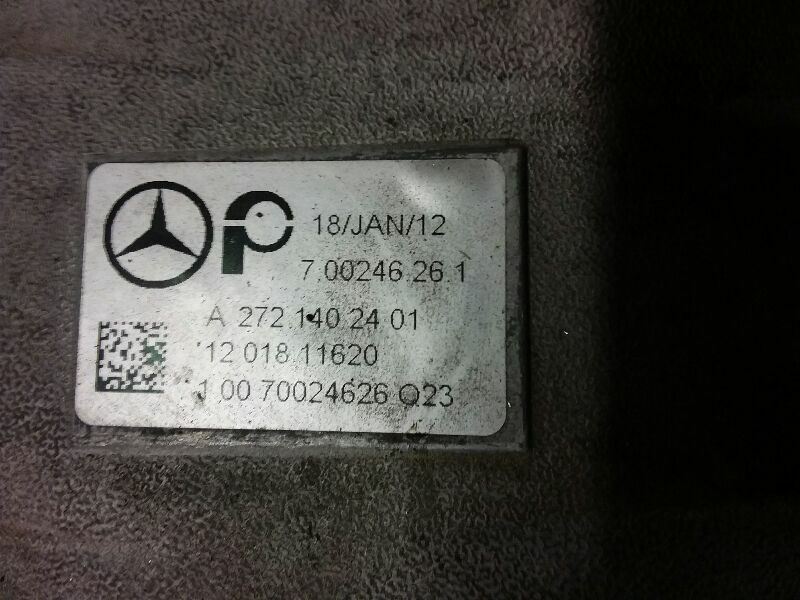 18/JAN/12
7.00246.26.1
A 272 140 24 01
12 018 11620
1 00 70024626 Q23